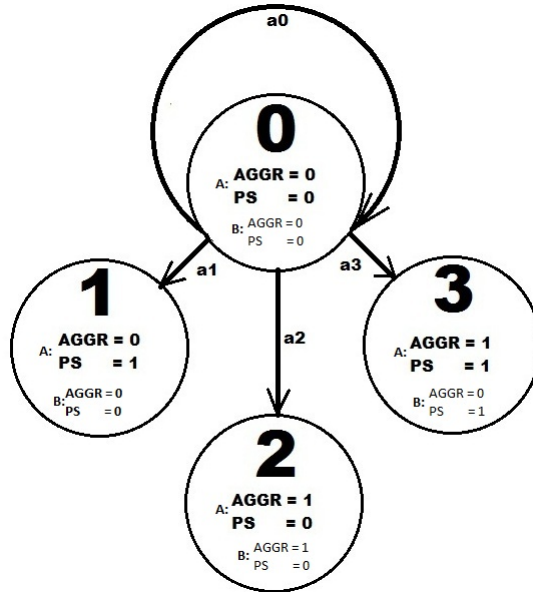 a0
0
A: AGGR = 0
PS = 0
B: AGGR = 0
PS = 0
a1
a2
a3
1
A: AGGR = 0
PS = 1
B: AGGR = 0
PS = 0
3
A: AGGR = 1
PS = 1
B: AGGR = 0
PS = 1
2
A: AGGR = 1
PS = 0
B: AGGR = 1
PS = 0